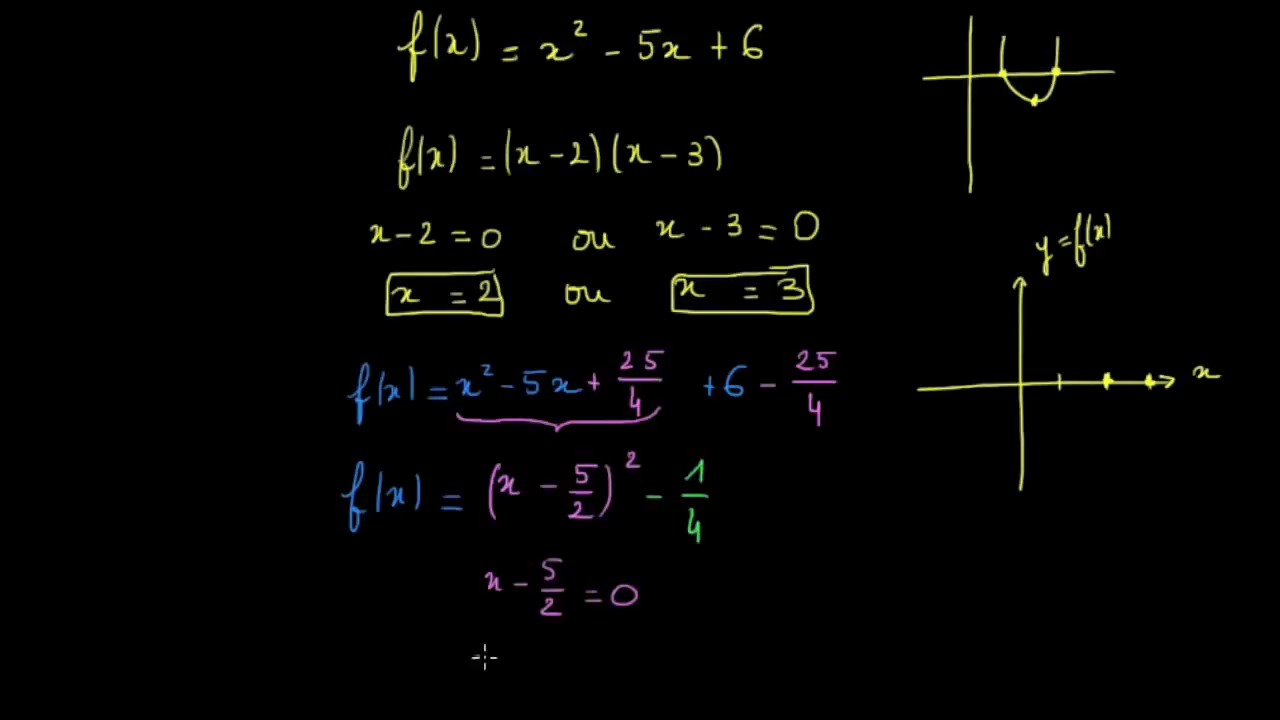 f(x) = x² - 5x + 6
f(x) = (x - 2)(x - 3)
x - 2 = 0 ou x - 3 = 0
x = 2 ou x = 3
y = f(x)
x
f(x) = x² - 5x + 25/4 + 6 - 25/4
f(x) = (x - 5/2)² - 1/4
x - 5/2 = 0